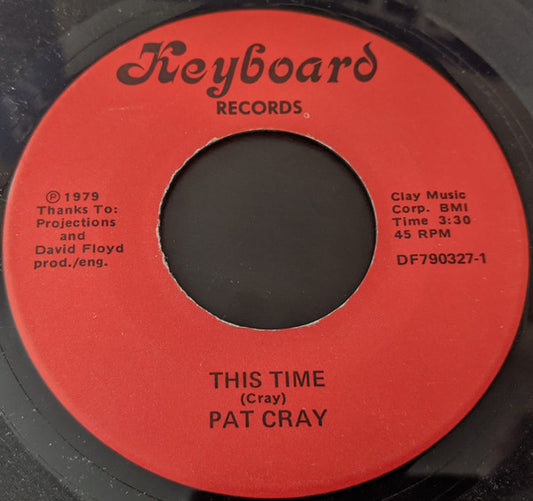 Keyboard
RECORDS
℗ 1979
Thanks To:
Projections
and
David Floyd
prod./eng.
Clay Music
Corp. BMI
Time 3:30
45 RPM
DF790327-1
THIS TIME
(Cray)
PAT CRAY